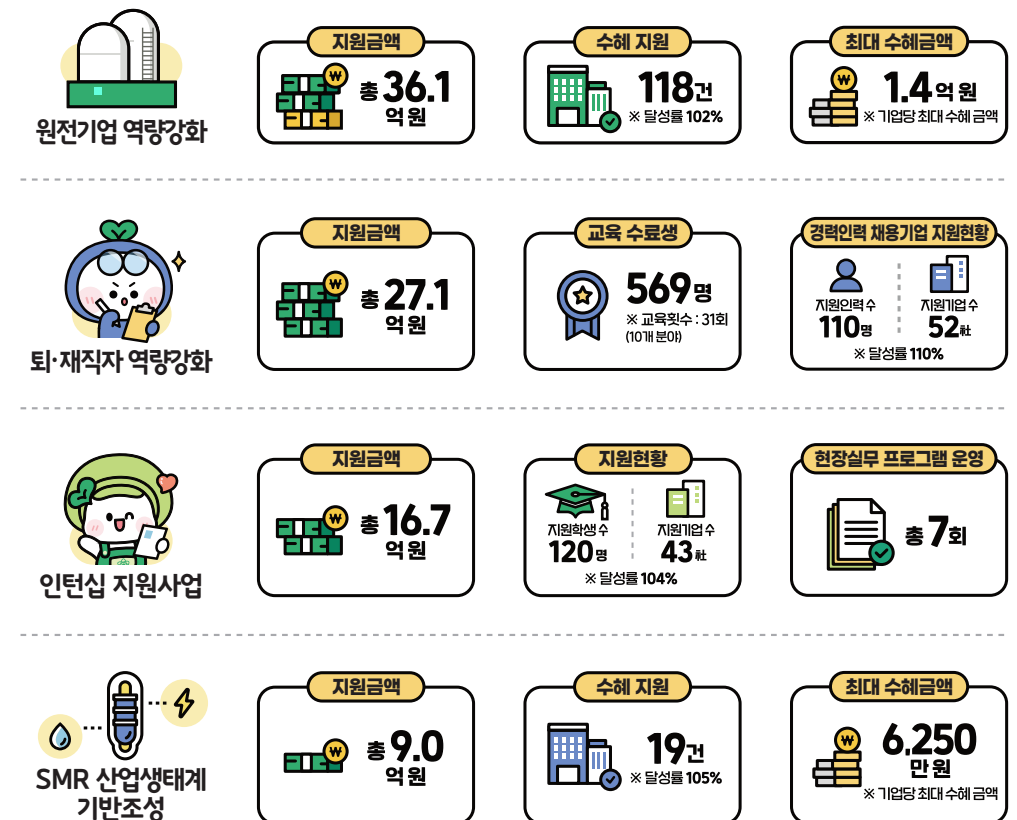 지원금액
총 36.1
억원
수혜 지원
118건
※ 달성률 102%
최대 수혜금액
1.4억 원
※ 기업당 최대 수혜 금액
원전기업 역량강화
지원금액
총 27.1
억원
교육 수료생
569명
※ 교육횟수 : 31회
(10개 분야)
경력인력 채용기업 지원현황
지원인력 수
110명
지원기업 수
52社
※ 달성률 110%
퇴·재직자 역량강화
지원금액
총 16.7
억원
지원현황
지원학생 수
120명
지원기업 수
43社
※ 달성률 104%
현장실무 프로그램 운영
총 7회
인턴십 지원사업
지원금액
총 9.0
억원
수혜 지원
19건
※ 달성률 105%
최대 수혜금액
6,250
만 원
※ 기업당 최대 수혜 금액
SMR 산업생태계
기반조성